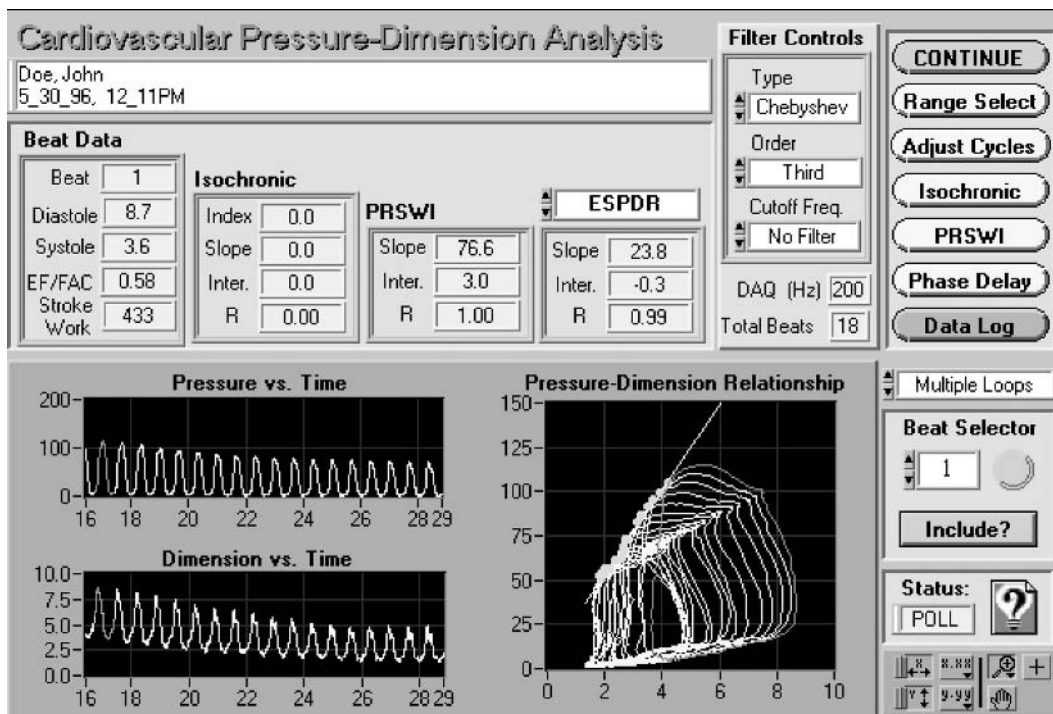 Cardiovascular Pressure-Dimension Analysis
Doe, John
5_30_96, 12_11PM
Beat Data
Beat 1
Diastole 8.7
Systole 3.6
EF/FAC 0.58
Stroke Work 433
Isochronic
Index 0.0
Slope 0.0
Inter. 0.0
R 0.00
PRSWI
Slope 76.6
Inter. 3.0
R 1.00
ESPDR
Slope 23.8
Inter. -0.3
R 0.99
Filter Controls
Type
Chebyshev
Order
Third
Cutoff Freq.
No Filter
DAQ (Hz) 200
Total Beats 18
CONTINUE
Range Select
Adjust Cycles
Isochronic
PRSWI
Phase Delay
Data Log
Pressure vs. Time
200
100
0
16 18 20 22 24 26 28 29
Dimension vs. Time
10.0
7.5
5.0
2.5
0.0
16 18 20 22 24 26 28 29
Pressure-Dimension Relationship
150
125
100
75
50
25
0
0 2 4 6 8 10
Multiple Loops
Beat Selector
1
Include?
Status:
POLL
?
X 8.88
Y 9.99